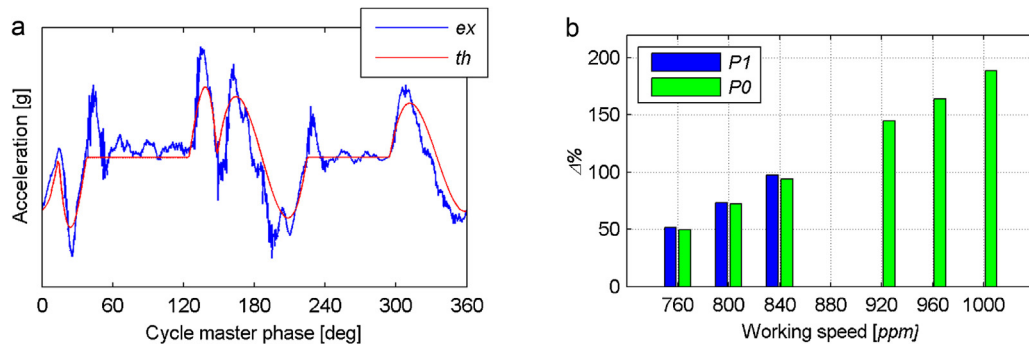 a
ex
th
Acceleration [g]
0 60 120 180 240 300 360
Cycle master phase [deg]
b
P1
P0
200
150
100
50
0
Δ%
760 800 840 880 920 960 1000
Working speed [ppm]